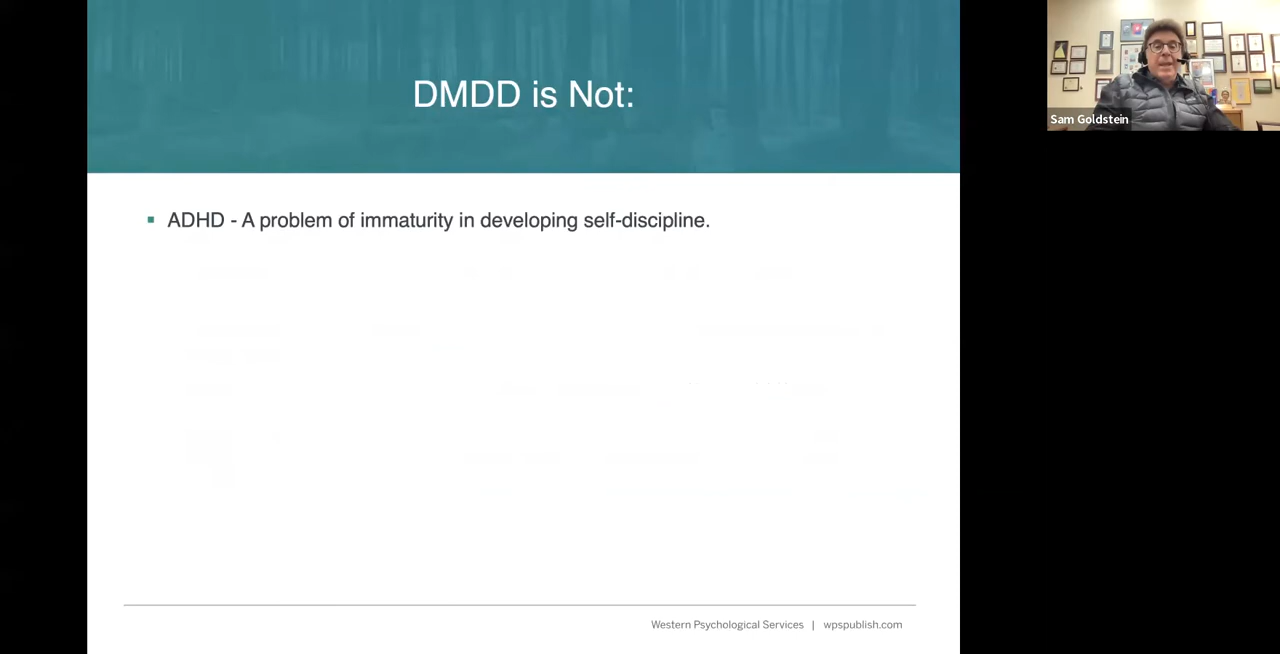 DMDD is Not:
Sam Goldstein
▪ ADHD - A problem of immaturity in developing self-discipline.
Western Psychological Services | wpspublish.com